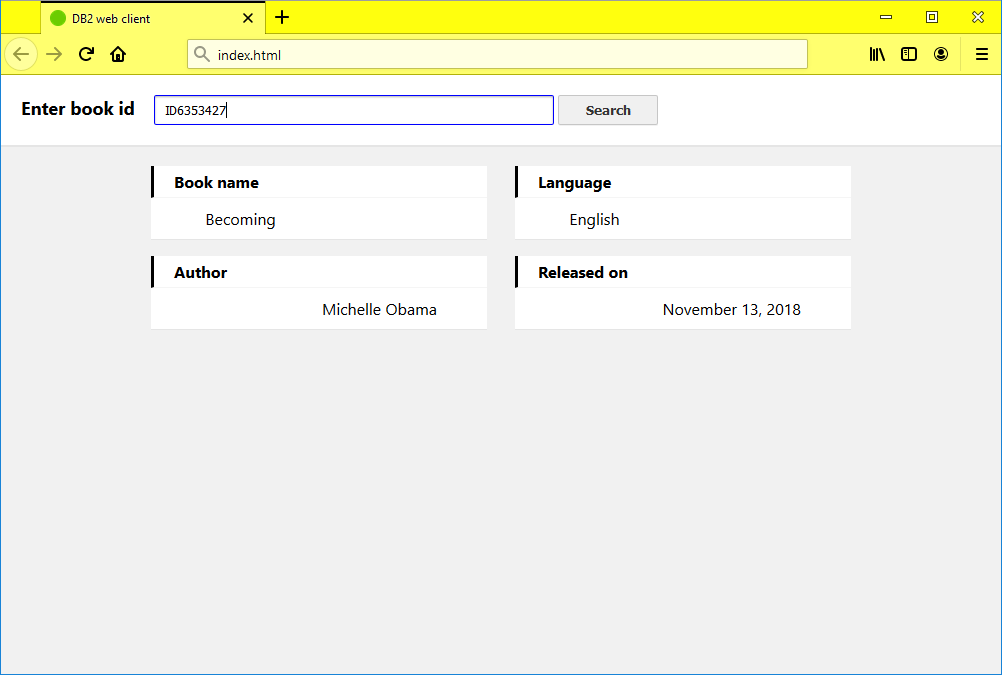 DB2 web client
index.html
Enter book id ID6353427 Search
Book name
Becoming
Language
English
Author
Michelle Obama
Released on
November 13, 2018